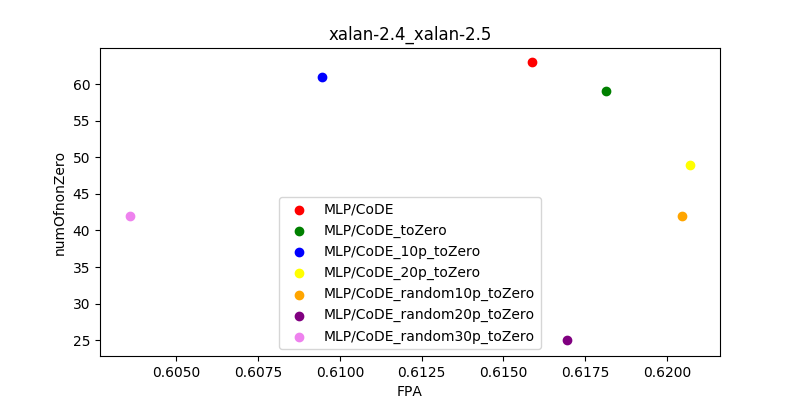 xalan-2.4_xalan-2.5
numOfnonZero
60
55
50
45
40
35
30
25
MLP/CoDE
MLP/CoDE_toZero
MLP/CoDE_10p_toZero
MLP/CoDE_20p_toZero
MLP/CoDE_random10p_toZero
MLP/CoDE_random20p_toZero
MLP/CoDE_random30p_toZero
0.6050 0.6075 0.6100 0.6125 0.6150 0.6175 0.6200
FPA